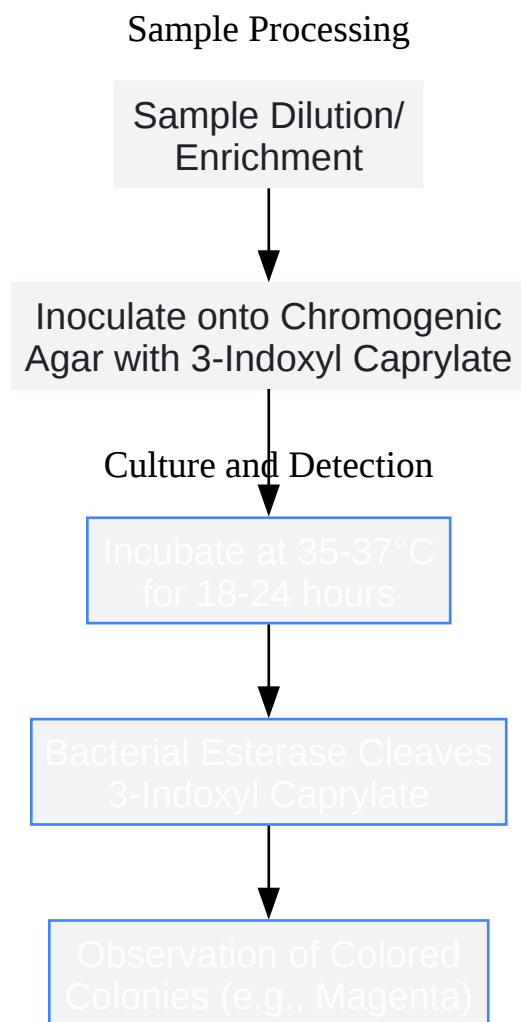 Sample Processing
Sample Dilution/
Enrichment
Inoculate onto Chromogenic
Agar with 3-Indoxyl Caprylate
Culture and Detection
Incubate at 35-37°C
for 18-24 hours
Bacterial Esterase Cleaves
3-Indoxyl Caprylate
Observation of Colored
Colonies (e.g., Magenta)